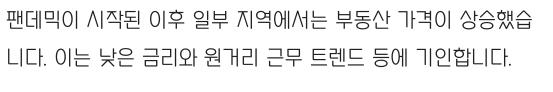 팬데믹이 시작된 이후 일부 지역에서는 부동산 가격이 상승했습
니다. 이는 낮은 금리와 원거리 근무 트렌드 등에 기인합니다.